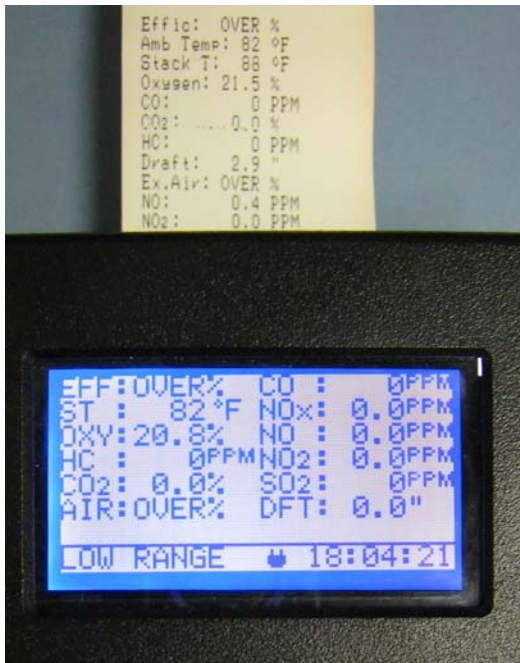 Effic: OVER %
Amb Temp: 82 °F
Stack T: 88 °F
Oxygen: 21.5 %
CO: 0 PPM
CO2: .... 0.0 %
HC: 0 PPM
Draft: 2.9 "
Ex.Air: OVER %
NO: 0.4 PPM
NO2: 0.0 PPM
EFF:OVER% CO : 0PPM
ST : 82°F NOx: 0.0PPM
OXY:20.8% NO : 0.0PPM
HC : 0PPM NO2: 0.0PPM
CO2: 0.0% SO2: 0PPM
AIR:OVER% DFT: 0.0"
LOW RANGE 18:04:21